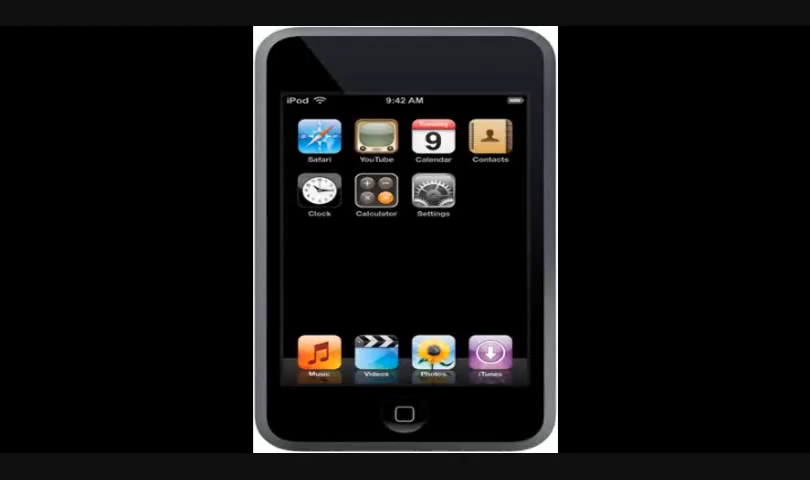 iPod 9:42 AM
Tuesday
9
Safari YouTube Calendar Contacts
Clock Calculator Settings
Music Videos Photos iTunes